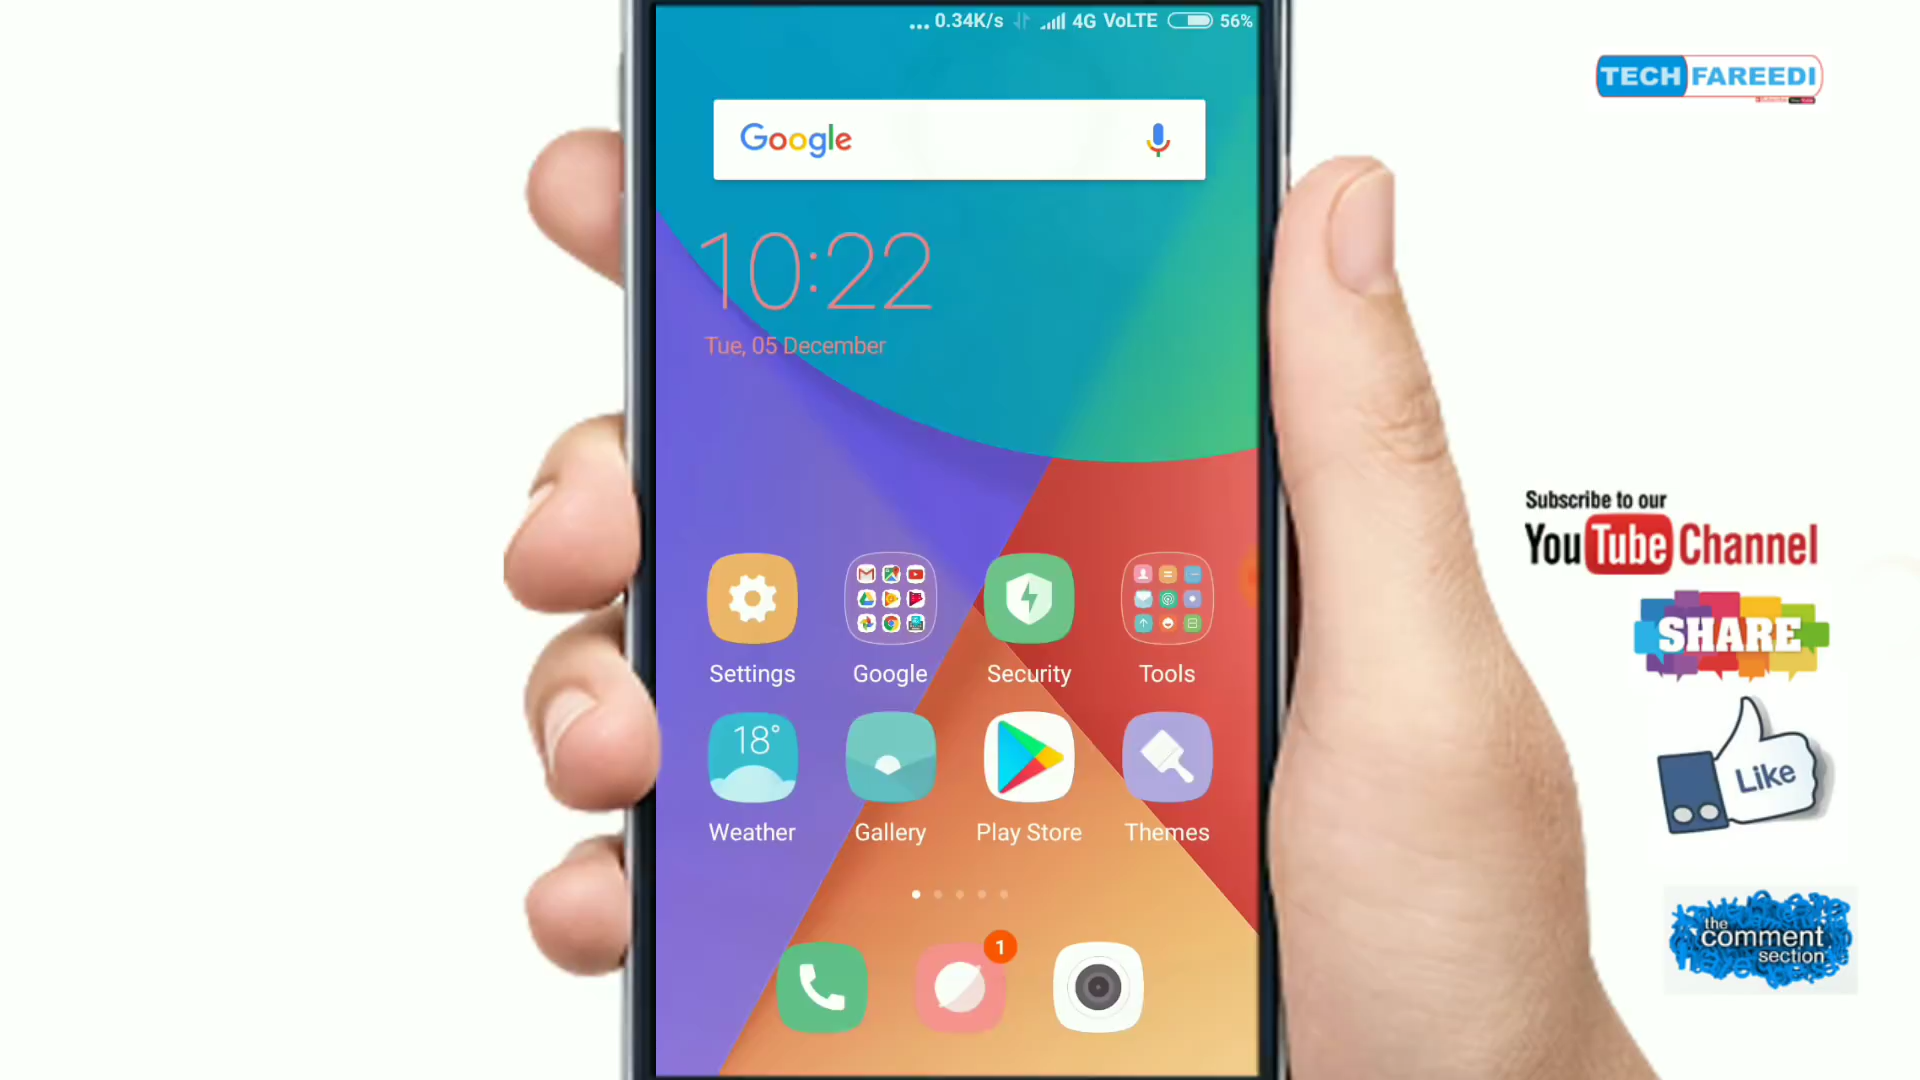 ... 0.34K/s 4G VoLTE 56%
TECH FAREEDI
Google
10:22
Tue, 05 December
Subscribe to our
YouTube Channel
Settings
Google
Security
Tools
SHARE
18°
Like
Weather
Gallery
Play Store
Themes
1
the
comment
section